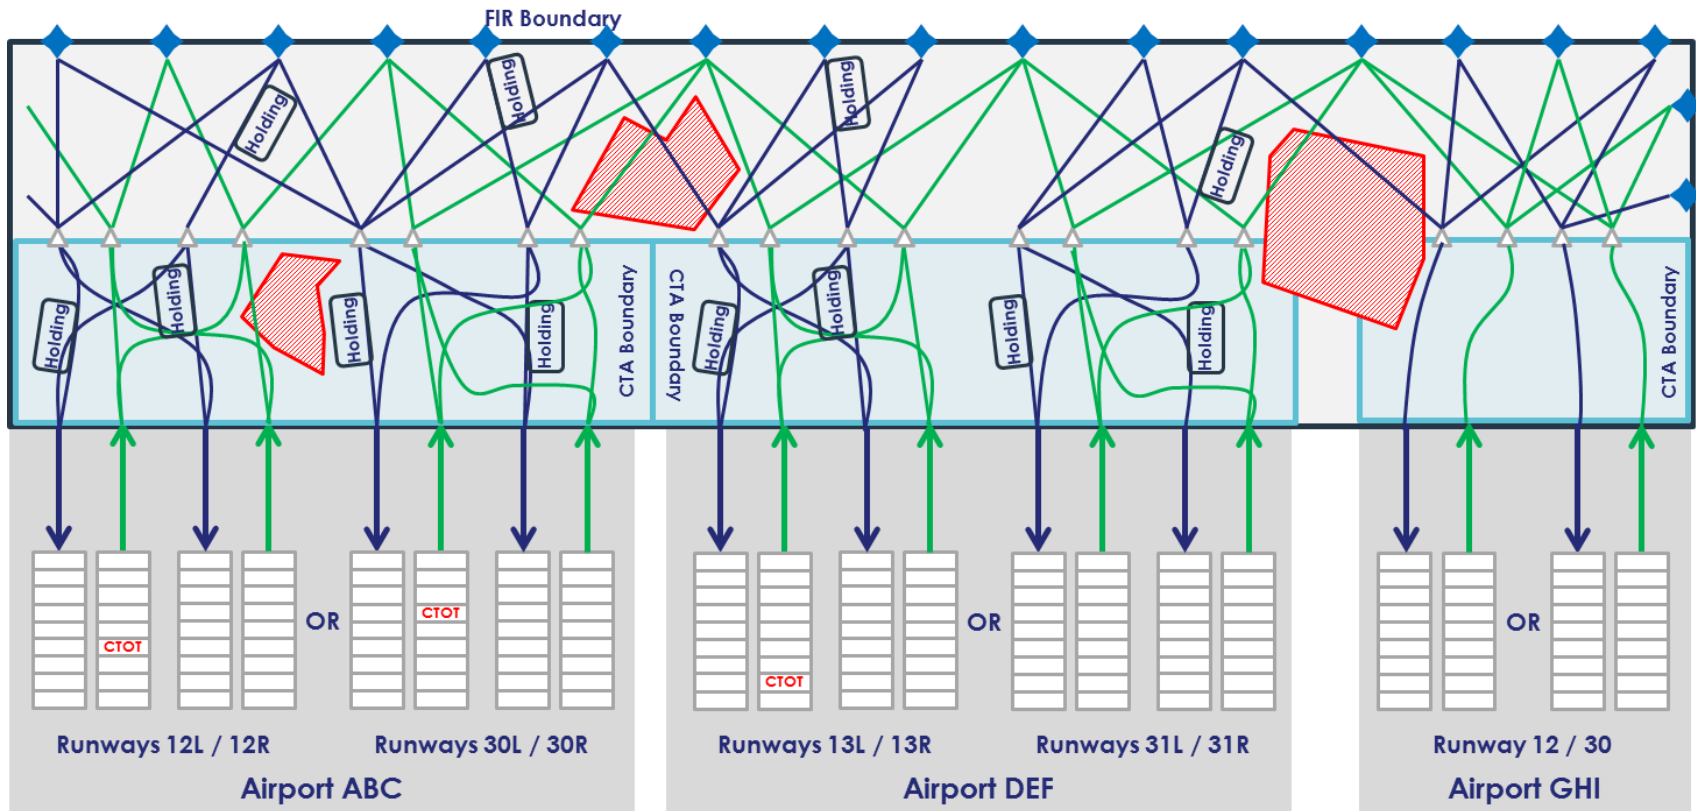 FIR Boundary
Holding
Holding
Holding
Holding
Holding
Holding
Holding
Holding
CTA Boundary
CTA Boundary
Holding
Holding
Holding
Holding
CTA Boundary
CTOT
CTOT
CTOT
OR
OR
OR
Runways 12L / 12R
Runways 30L / 30R
Runways 13L / 13R
Runways 31L / 31R
Runway 12 / 30
Airport ABC
Airport DEF
Airport GHI